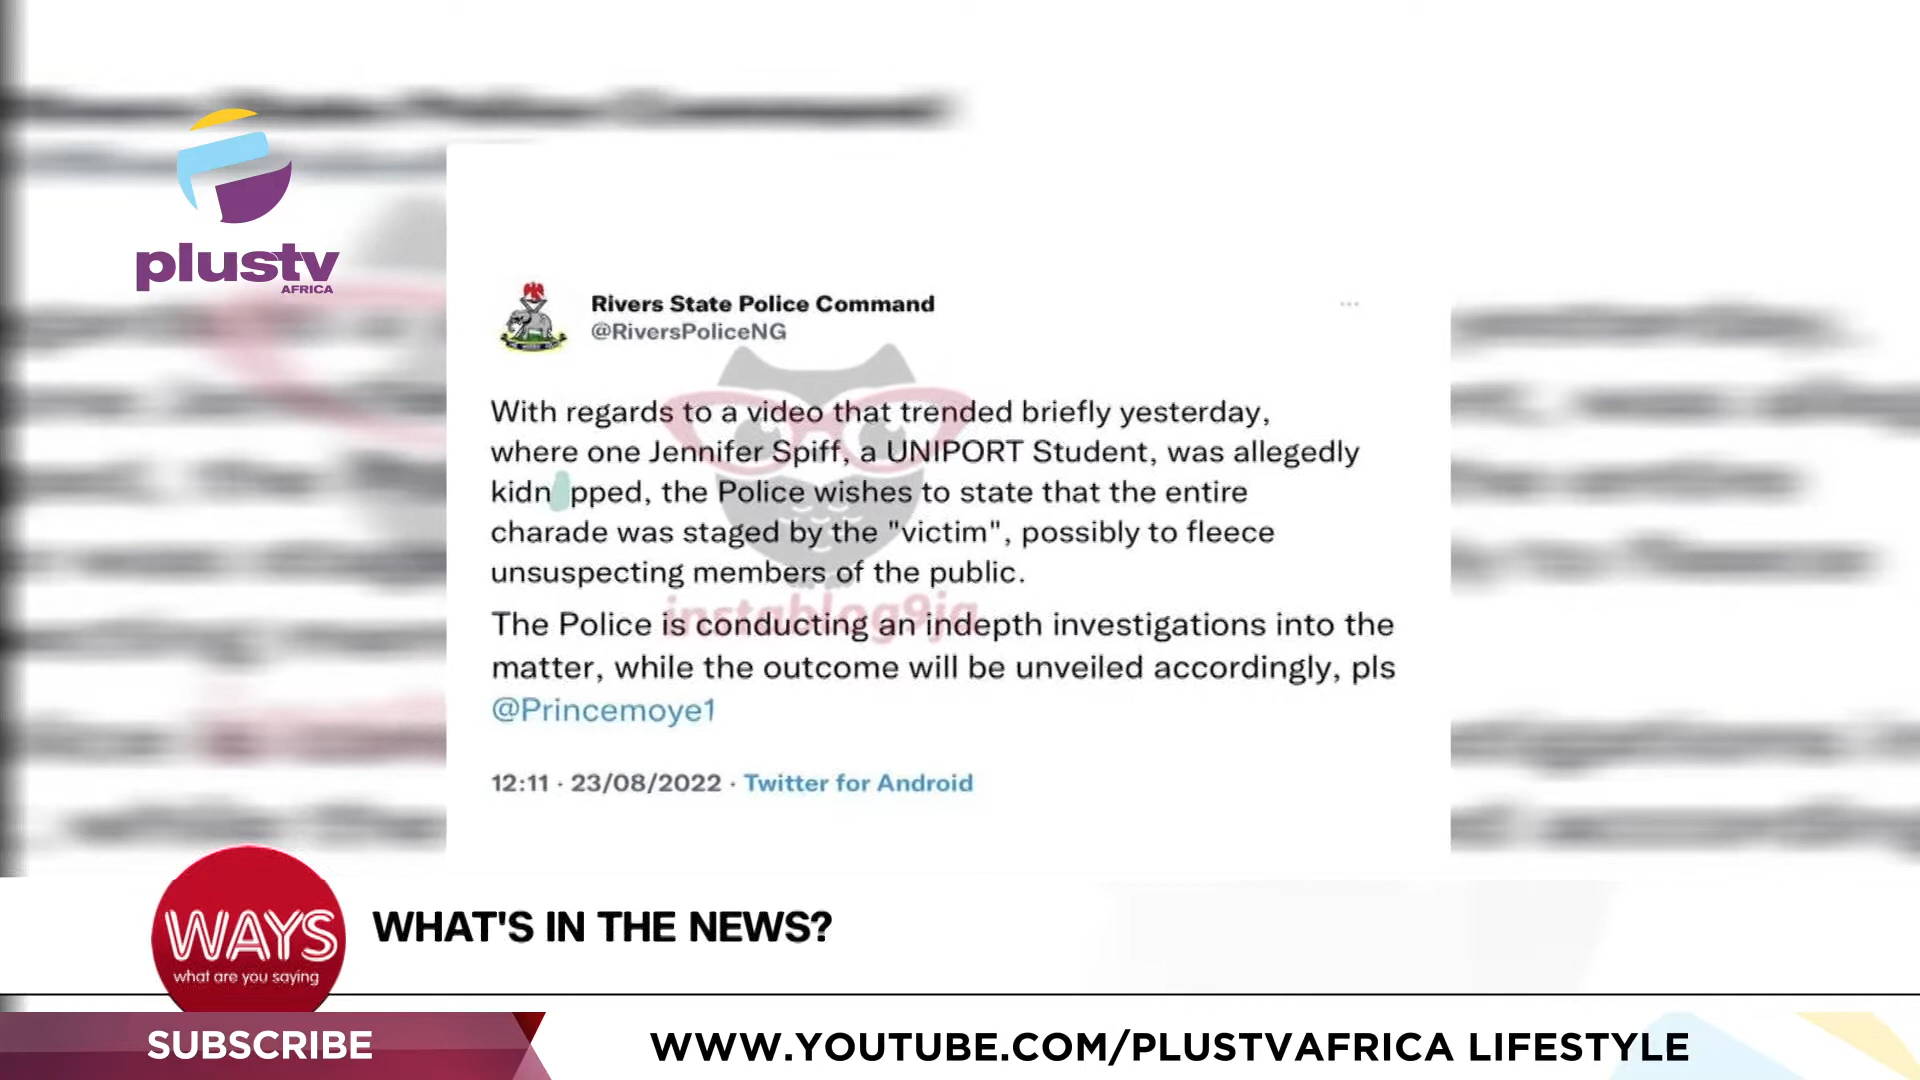 plustv
AFRICA
Rivers State Police Command
@RiversPoliceNG
With regards to a video that trended briefly yesterday,
where one Jennifer Spiff, a UNIPORT Student, was allegedly
kidn pped, the Police wishes to state that the entire
charade was staged by the "victim", possibly to fleece
unsuspecting members of the public.
instablog9ja
The Police is conducting an indepth investigations into the
matter, while the outcome will be unveiled accordingly, pls
@Princemoye1
12:11 · 23/08/2022 · Twitter for Android
WAYS
what are you saying
WHAT'S IN THE NEWS?
SUBSCRIBE
WWW.YOUTUBE.COM/PLUSTVAFRICA LIFESTYLE